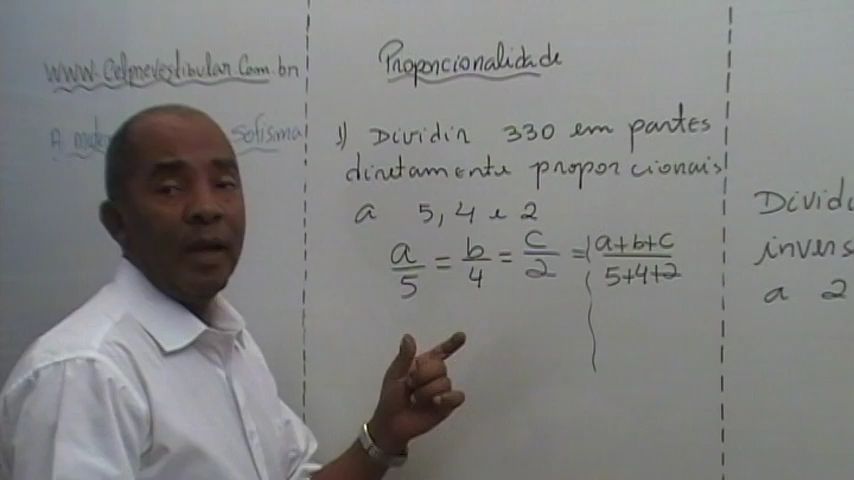 www.celmevestibular.com.br
A sofisma
Proporcionalidade
1) Dividir 330 em partes
diretamente proporcionais
a 5, 4 e 2
a/5 = b/4 = c/2 = a+b+c/5+4+2
Divid
invers
a 2